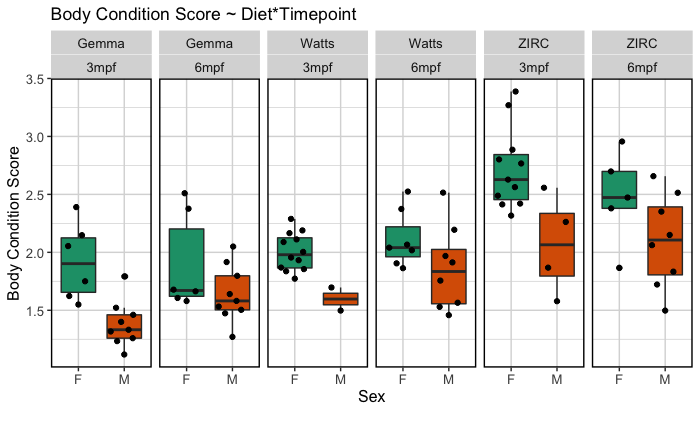 Body Condition Score ~ Diet*Timepoint
Gemma Gemma Watts Watts ZIRC ZIRC
3mpf 6mpf 3mpf 6mpf 3mpf 6mpf
3.5
3.0
2.5
2.0
1.5
Body Condition Score
F M F M F M F M F M F M
Sex